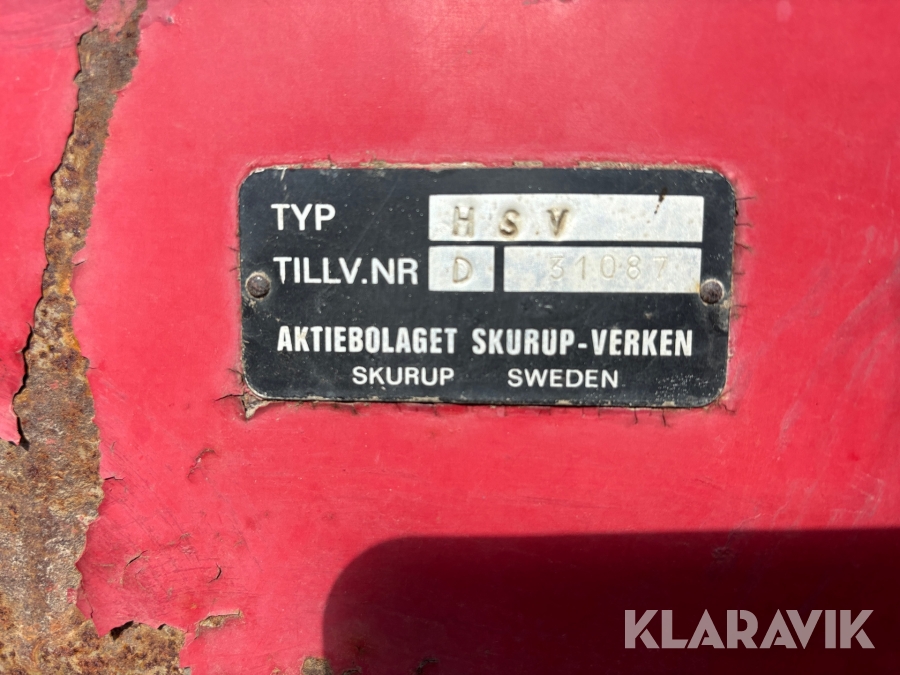 TYP HSV
TILLV.NR D 31087
AKTIEBOLAGET SKURUP-VERKEN
SKURUP SWEDEN
KLARAVIK